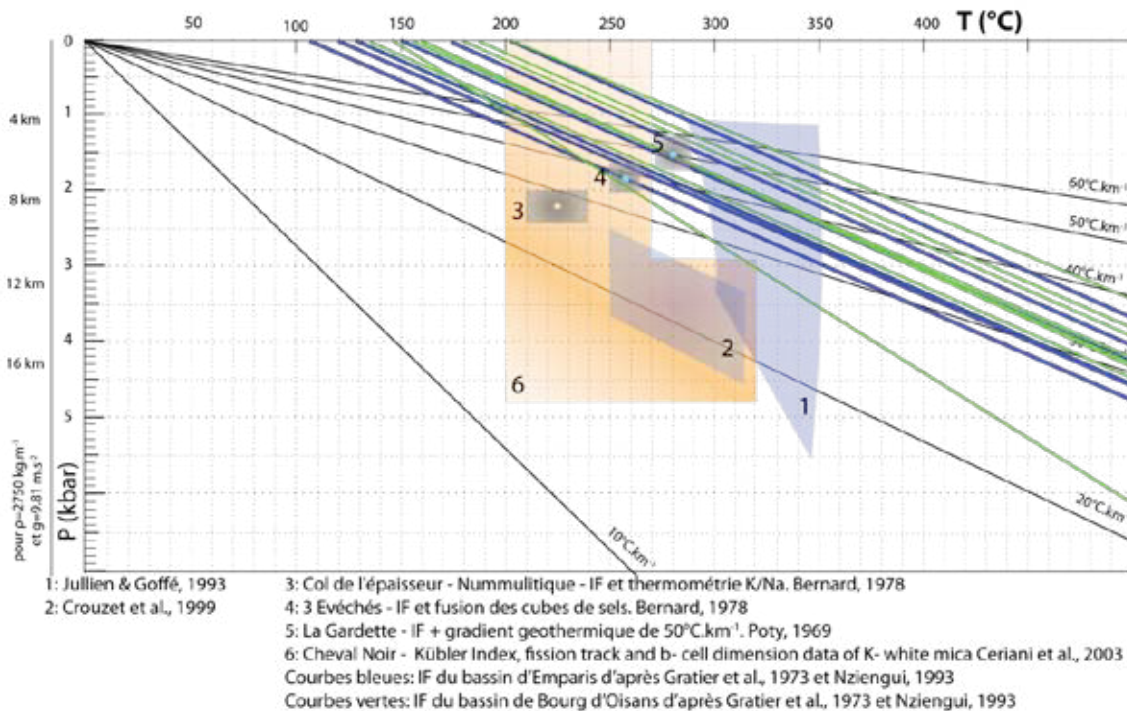 50 100 150 200 250 300 350 400 T (°C)
0
1
4 km
2
8 km
3
12 km
4
16 km
5
P (kbar)
pour ρ=2750 kg.m⁻³
et g=9,81 m.s⁻²
5
4
3
2
1
6
60°C.km⁻¹
50°C.km⁻¹
40°C.km⁻¹
20°C.km
10°C.km⁻¹
1: Jullien & Goffé, 1993
2: Crouzet et al., 1999
3: Col de l'épaisseur - Nummulitique - IF et thermométrie K/Na. Bernard, 1978
4: 3 Evéchés - IF et fusion des cubes de sels. Bernard, 1978
5: La Gardette - IF + gradient geothermique de 50°C.km⁻¹. Poty, 1969
6: Cheval Noir - Kübler Index, fission track and b- cell dimension data of K- white mica Ceriani et al., 2003
Courbes bleues: IF du bassin d'Emparis d'après Gratier et al., 1973 et Nziengui, 1993
Courbes vertes: IF du bassin de Bourg d'Oisans d'après Gratier et al., 1973 et Nziengui, 1993